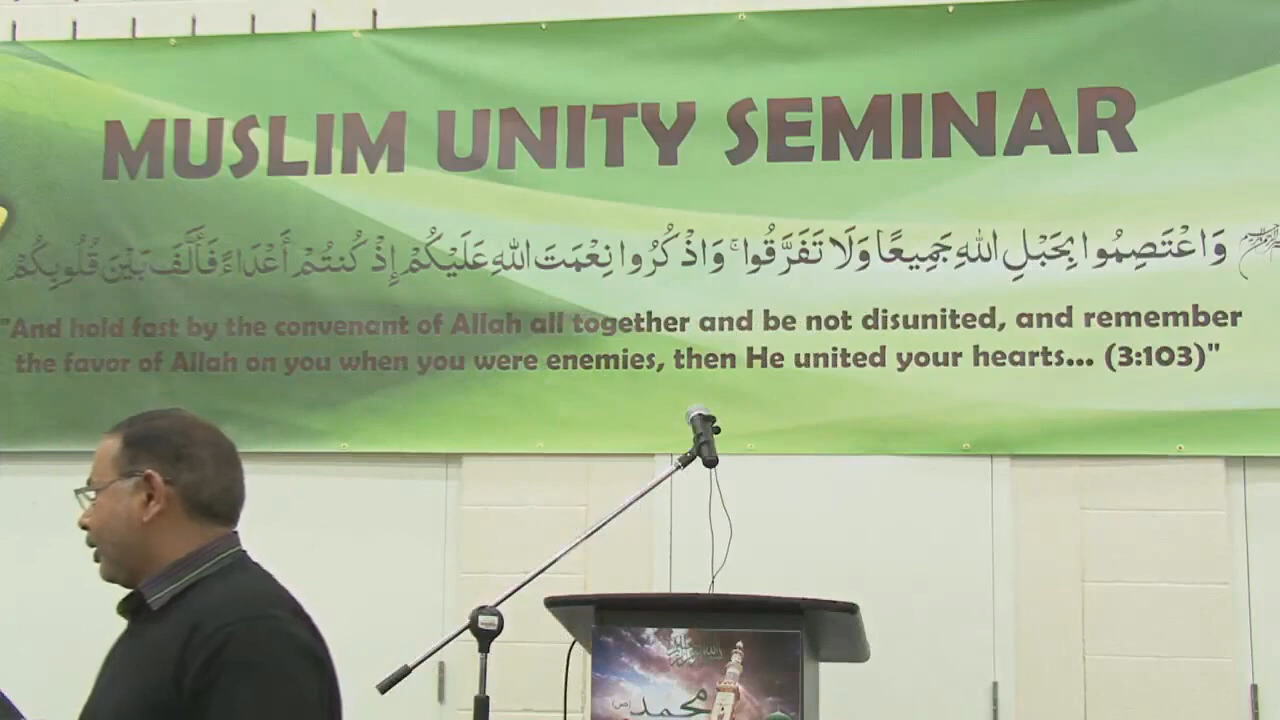 MUSLIM UNITY SEMINAR
وَاعْتَصِمُوا بِحَبْلِ اللَّهِ جَمِيعًا وَلَا تَفَرَّقُوا ۚ وَاذْكُرُوا نِعْمَتَ اللَّهِ عَلَيْكُمْ إِذْ كُنتُمْ أَعْدَاءً فَأَلَّفَ بَيْنَ قُلُوبِكُمْ
"And hold fast by the convenant of Allah all together and be not disunited, and remember
the favor of Allah on you when you were enemies, then He united your hearts... (3:103)"
محمد (ص)